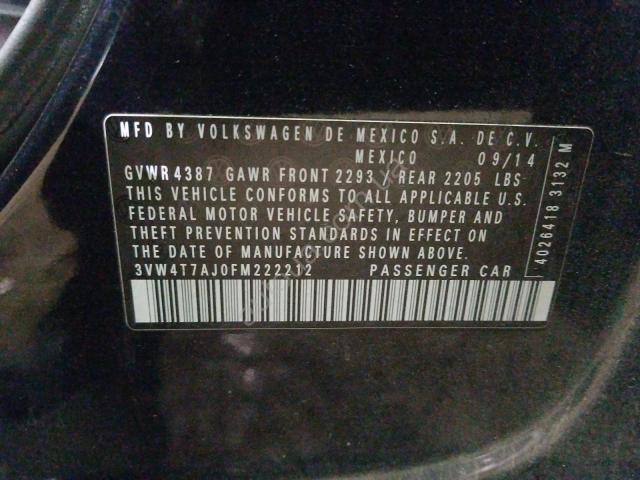 MFD BY VOLKSWAGEN DE MEXICO S.A. DE C.V.
MEXICO 09/14
GVWR 4387 GAWR FRONT 2293 REAR 2205 LBS
THIS VEHICLE CONFORMS TO ALL APPLICABLE U.S.
FEDERAL MOTOR VEHICLE SAFETY, BUMPER AND
THEFT PREVENTION STANDARDS IN EFFECT ON
THE DATE OF MANUFACTURE SHOWN ABOVE.
3VW4T7AJ0FM222212 PASSENGER CAR
4026418 3132 M